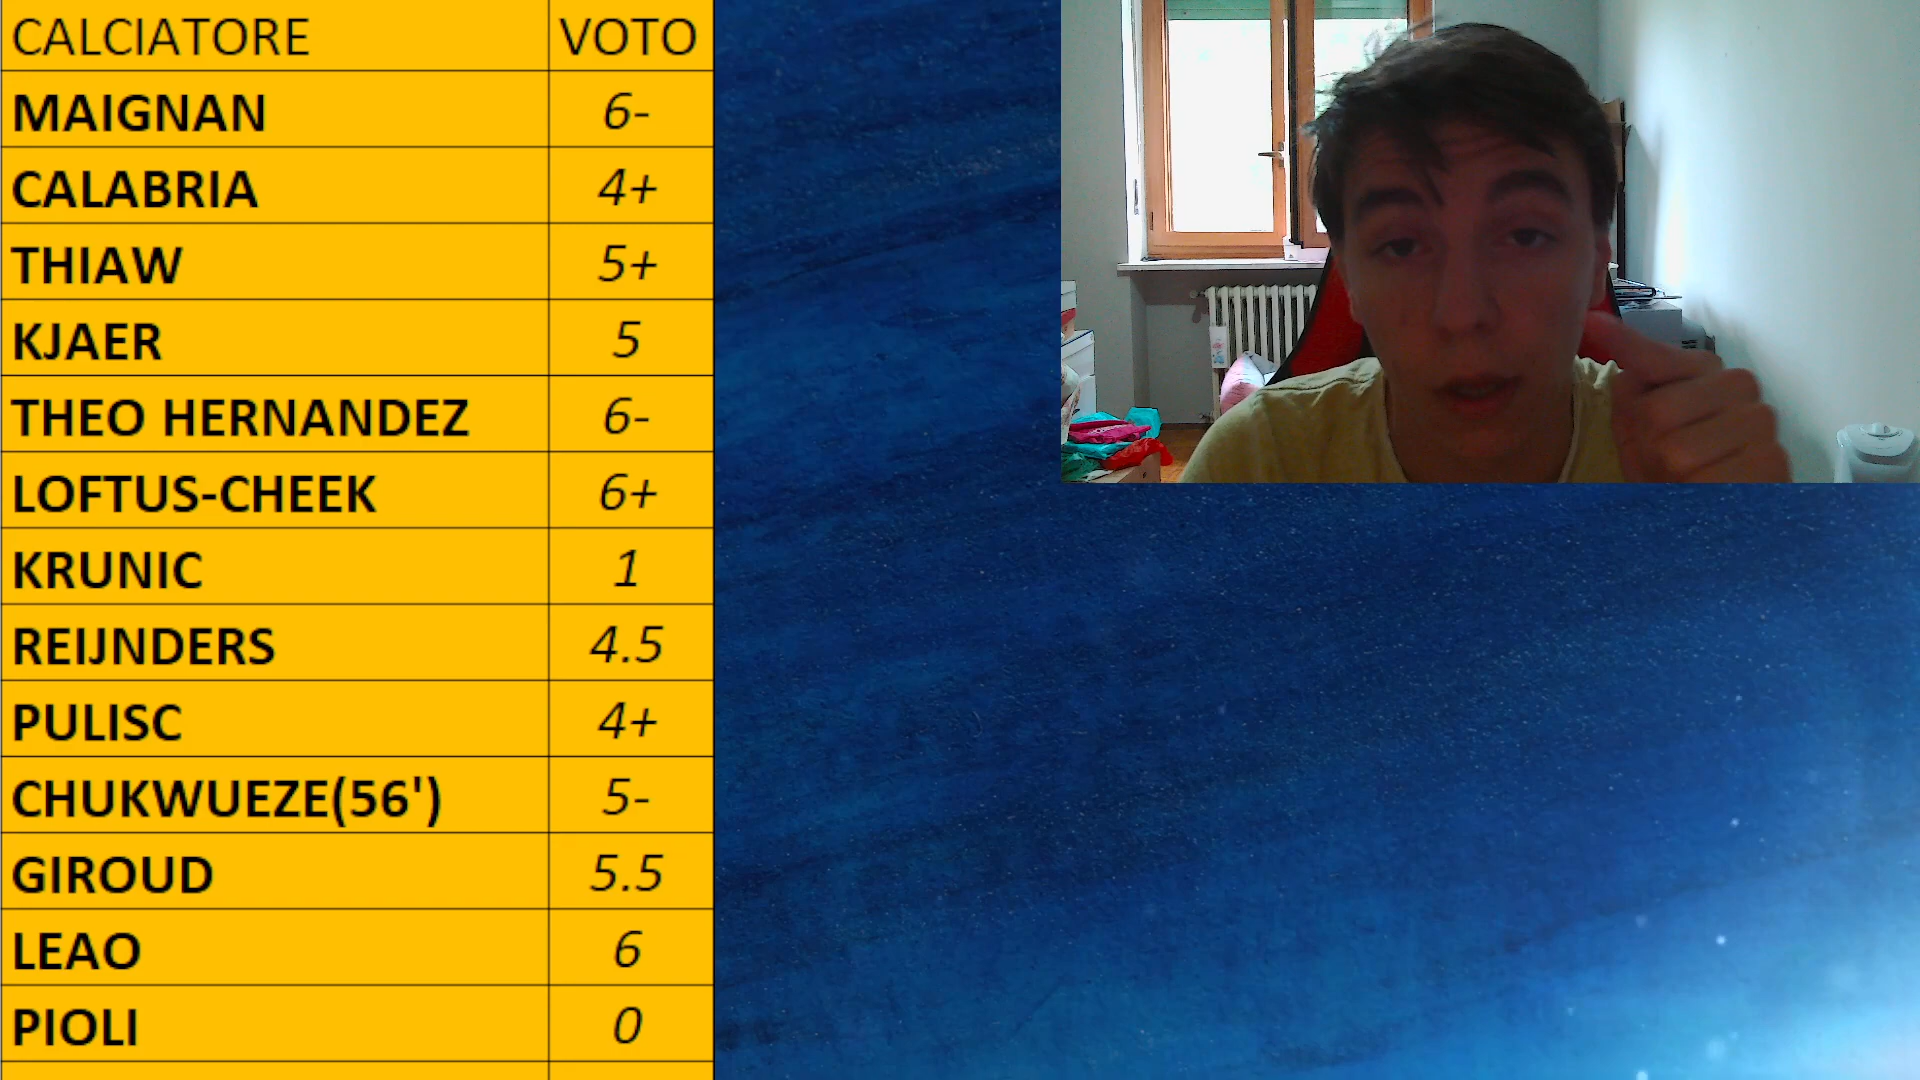 CALCIATORE VOTO
MAIGNAN 6-
CALABRIA 4+
THIAW 5+
KJAER 5
THEO HERNANDEZ 6-
LOFTUS-CHEEK 6+
KRUNIC 1
REIJNDERS 4.5
PULISC 4+
CHUKWUEZE(56') 5-
GIROUD 5.5
LEAO 6
PIOLI 0